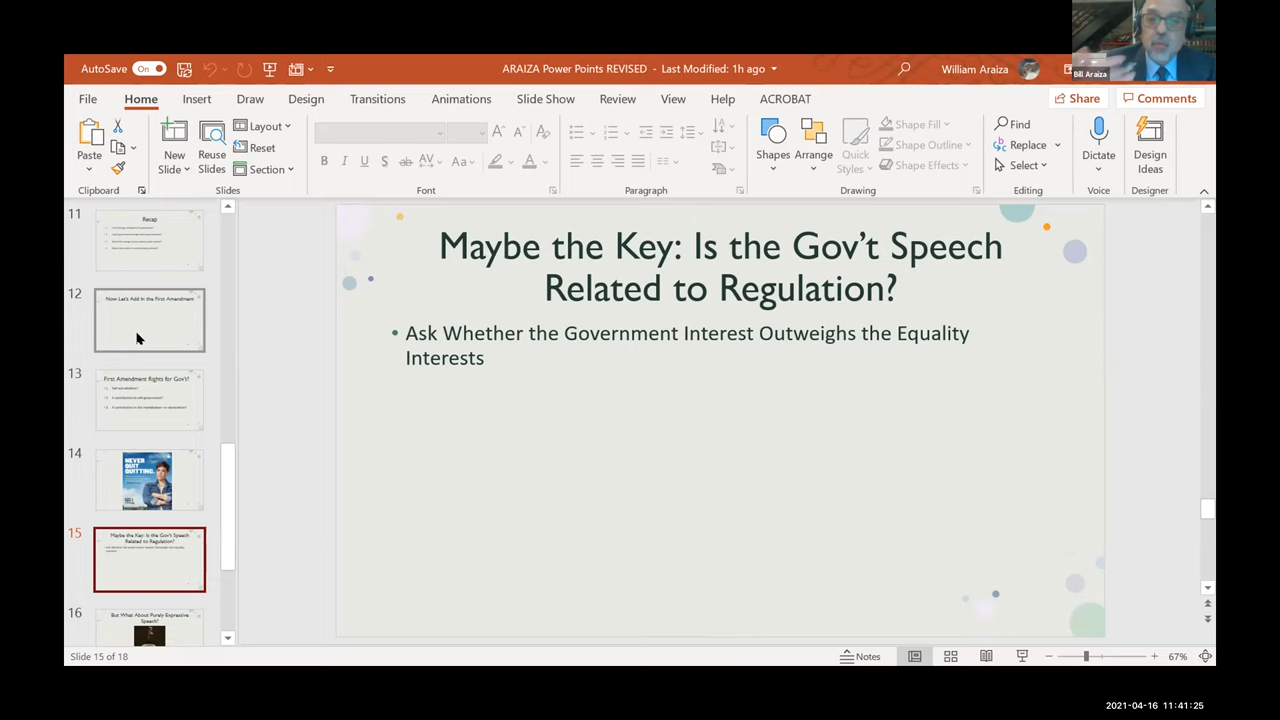 AutoSave On
ARAIZA Power Points REVISED - Last Modified: 1h ago
William Araiza
Bill Araiza
File Home Insert Draw Design Transitions Animations Slide Show Review View Help ACROBAT
Share Comments
Paste
New Slide
Reuse Slides
Layout
Reset
Section
Shapes
Arrange
Quick Styles
Shape Fill
Shape Outline
Shape Effects
Find
Replace
Select
Dictate
Design Ideas
Clipboard Slides Font Paragraph Drawing Editing Voice Designer
11
Recap
12
Now Let's Add In the First Amendment
13
First Amendment Rights for Gov't?
14
NEVER
QUIT
QUITTING.
15
Maybe the Key: Is the Gov't Speech
Related to Regulation?
16
But What About Purely Expressive
Speech?
Maybe the Key: Is the Gov't Speech
Related to Regulation?
• Ask Whether the Government Interest Outweighs the Equality
Interests
Slide 15 of 18
Notes
67%
2021-04-16 11:41:25